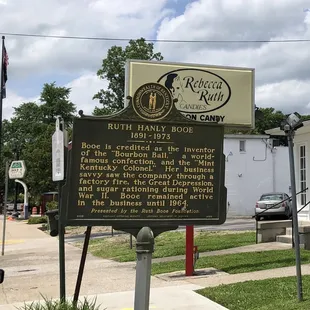 Rebecca
Ruth
CANDIES
BOURBON CANDY
RUTH HANLY BOOE
1891-1973
Booe is credited as the inventor
of the "Bourbon Ball," a world-
famous confection, and the "Mint
Kentucky Colonel." Her business
savvy saw the company through a
factory fire, the Great Depression,
and sugar rationing during World
War II. Booe remained active
in the business until 1964.
Presented by the Ruth Booe Foundation